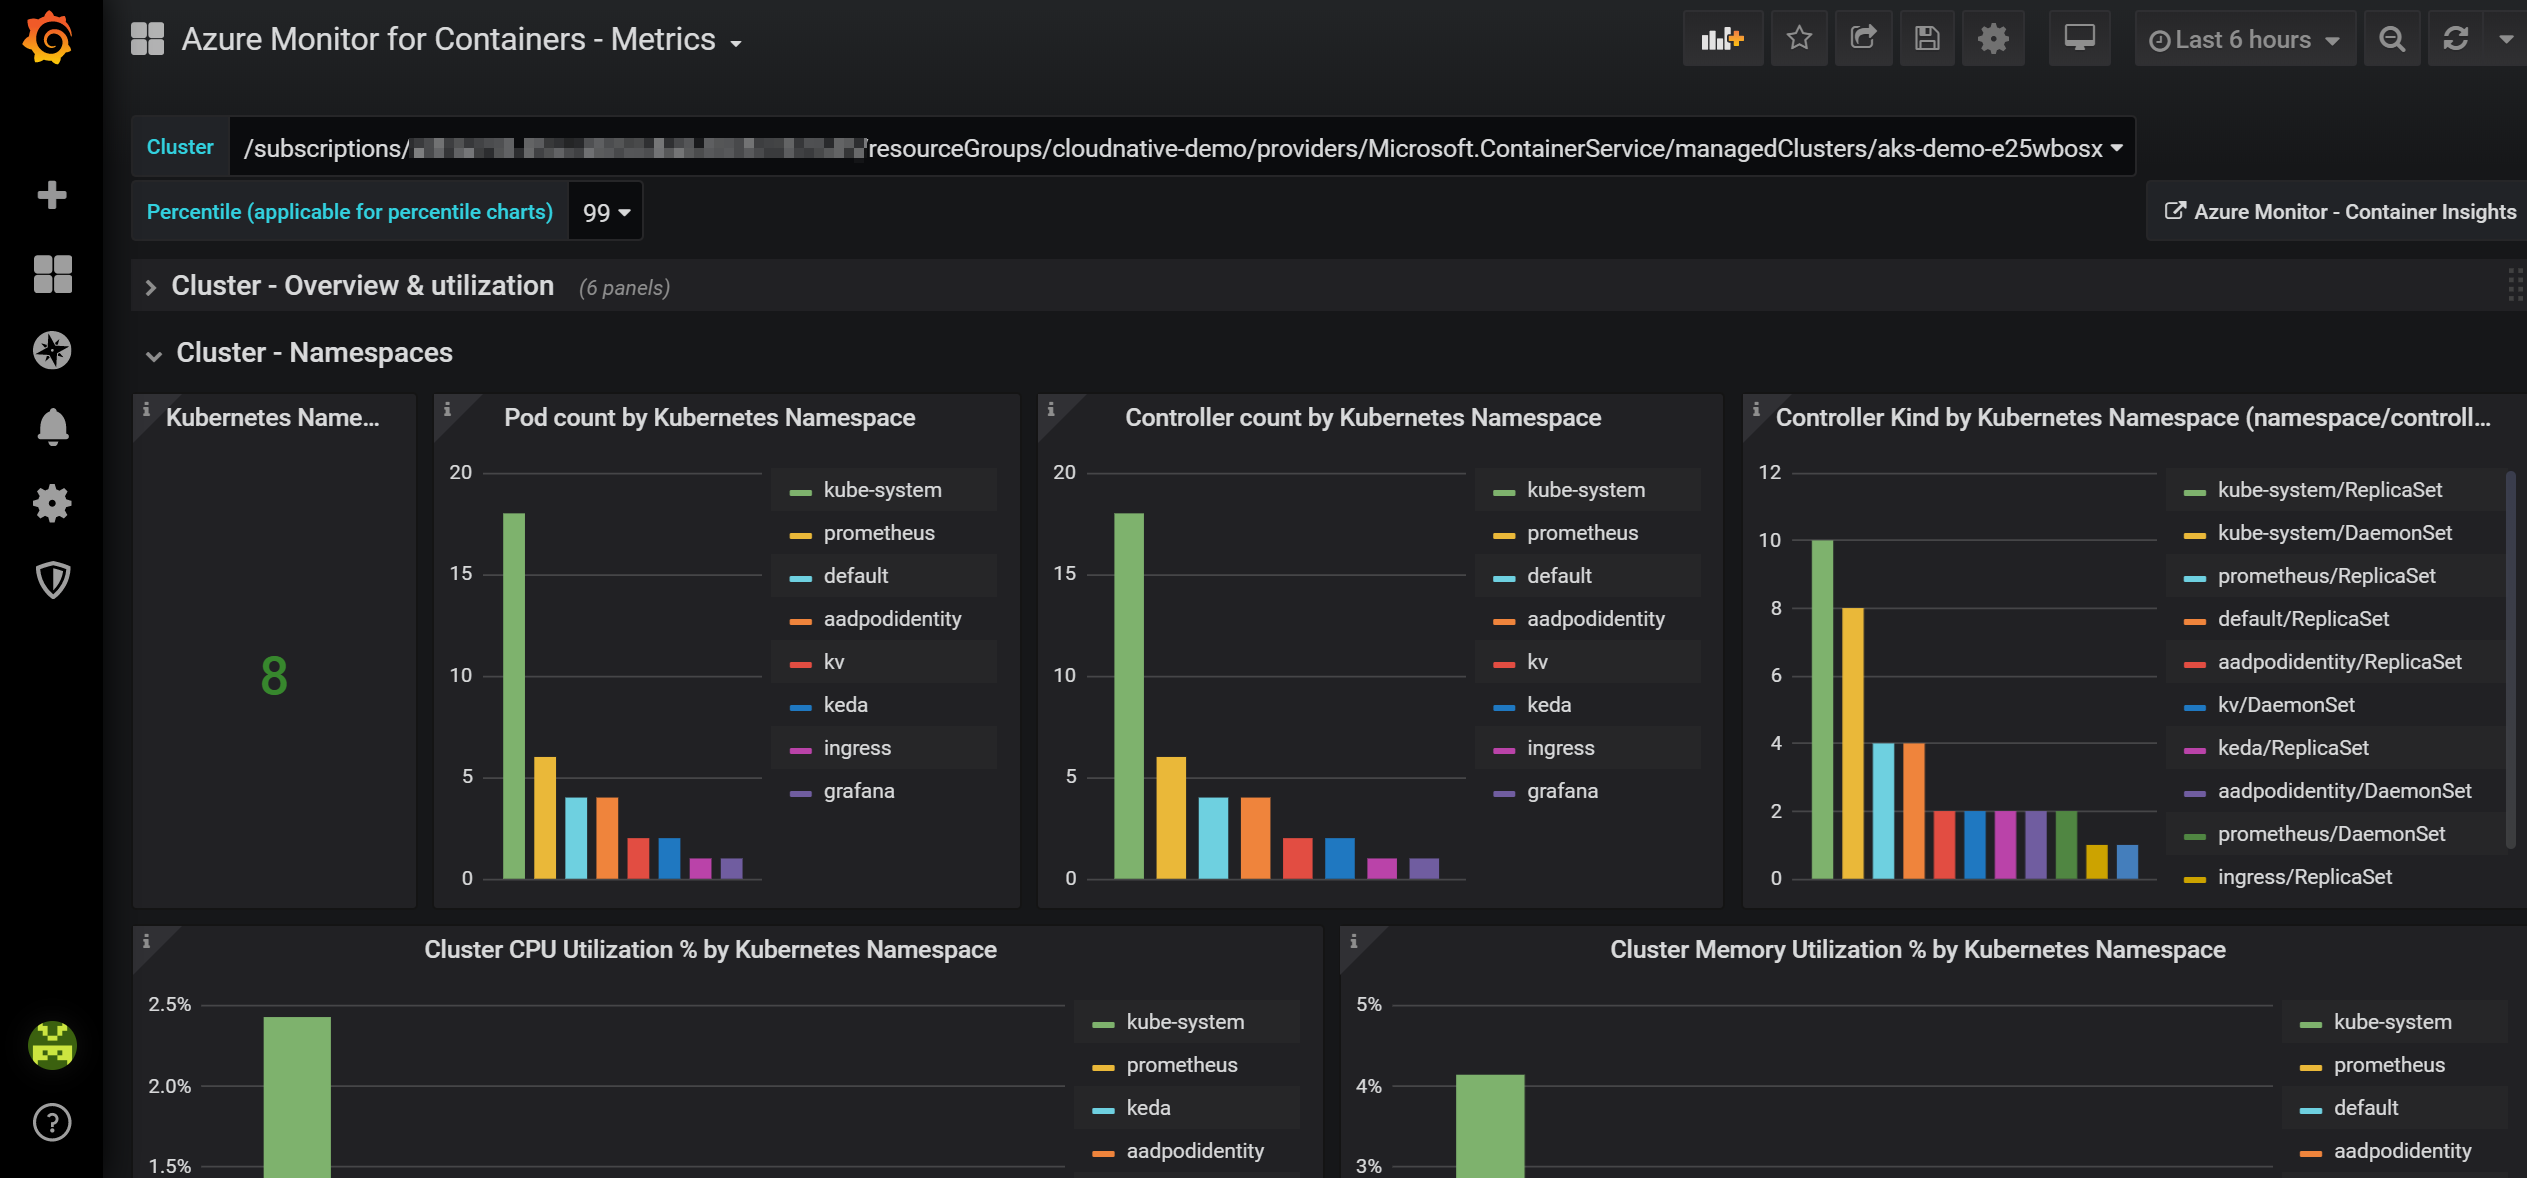 Azure Monitor for Containers - Metrics
Last 6 hours
Cluster
/subscriptions/
resourceGroups/cloudnative-demo/providers/Microsoft.ContainerService/managedClusters/aks-demo-e25wbosx
Percentile (applicable for percentile charts)
99
Azure Monitor - Container Insights
Cluster - Overview & utilization (6 panels)
Cluster - Namespaces
Kubernetes Name...
8
Pod count by Kubernetes Namespace
20
15
10
5
0
kube-system
prometheus
default
aadpodidentity
kv
keda
ingress
grafana
Controller count by Kubernetes Namespace
20
15
10
5
0
kube-system
prometheus
default
aadpodidentity
kv
keda
ingress
grafana
Controller Kind by Kubernetes Namespace (namespace/controll...
12
10
8
6
4
2
0
kube-system/ReplicaSet
kube-system/DaemonSet
prometheus/ReplicaSet
default/ReplicaSet
aadpodidentity/ReplicaSet
kv/DaemonSet
keda/ReplicaSet
aadpodidentity/DaemonSet
prometheus/DaemonSet
ingress/ReplicaSet
Cluster CPU Utilization % by Kubernetes Namespace
2.5%
2.0%
1.5%
kube-system
prometheus
keda
aadpodidentity
Cluster Memory Utilization % by Kubernetes Namespace
5%
4%
3%
kube-system
prometheus
default
aadpodidentity